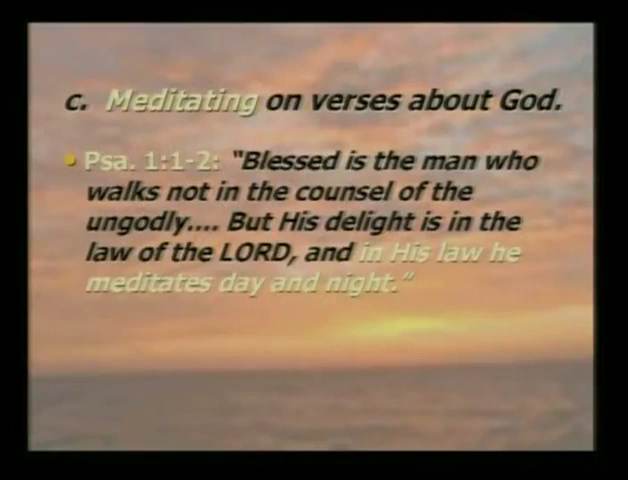 c. Meditating on verses about God.
• Psa. 1:1-2: "Blessed is the man who
walks not in the counsel of the
ungodly.... But His delight is in the
law of the LORD, and in His law he
meditates day and night."